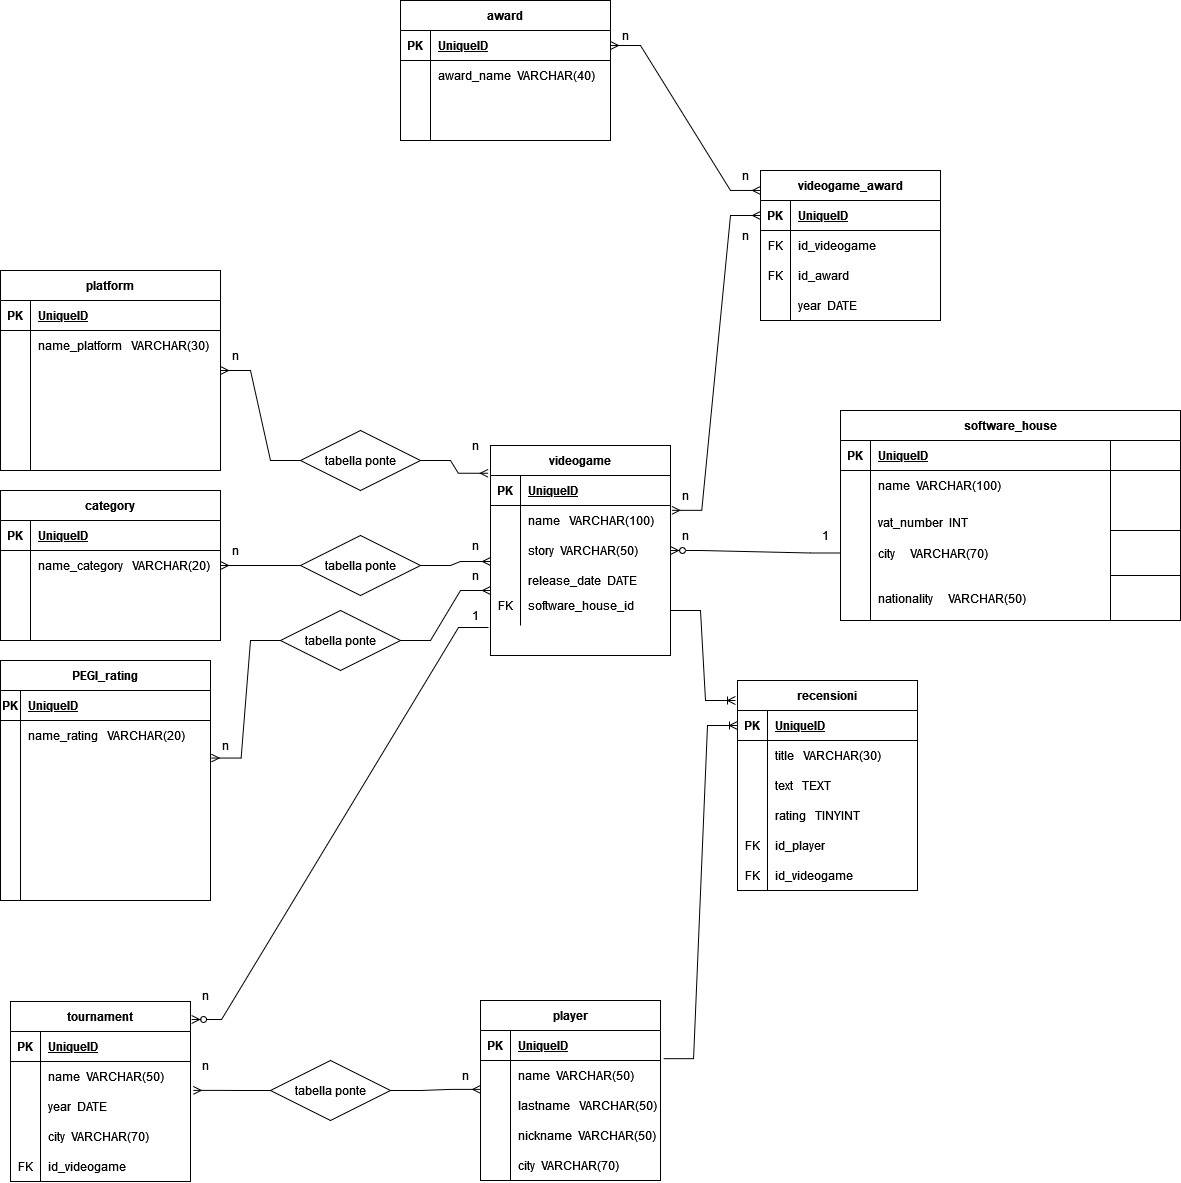 award
PK UniqueID
award_name VARCHAR(40)
n
n
videogame_award
PK UniqueID
FK id_videogame
FK id_award
year DATE
n
platform
PK UniqueID
name_platform VARCHAR(30)
n
tabella ponte
n
category
PK UniqueID
name_category VARCHAR(20)
n
tabella ponte
n
PEGI_rating
PK UniqueID
name_rating VARCHAR(20)
n
tabella ponte
n
1
videogame
PK UniqueID
name VARCHAR(100)
story VARCHAR(50)
release_date DATE
FK software_house_id
n
n
1
software_house
PK UniqueID
name VARCHAR(100)
vat_number INT
city VARCHAR(70)
nationality VARCHAR(50)
recensioni
PK UniqueID
title VARCHAR(30)
text TEXT
rating TINYINT
FK id_player
FK id_videogame
n
tournament
PK UniqueID
name VARCHAR(50)
year DATE
city VARCHAR(70)
FK id_videogame
n
tabella ponte
n
player
PK UniqueID
name VARCHAR(50)
lastname VARCHAR(50)
nickname VARCHAR(50)
city VARCHAR(70)